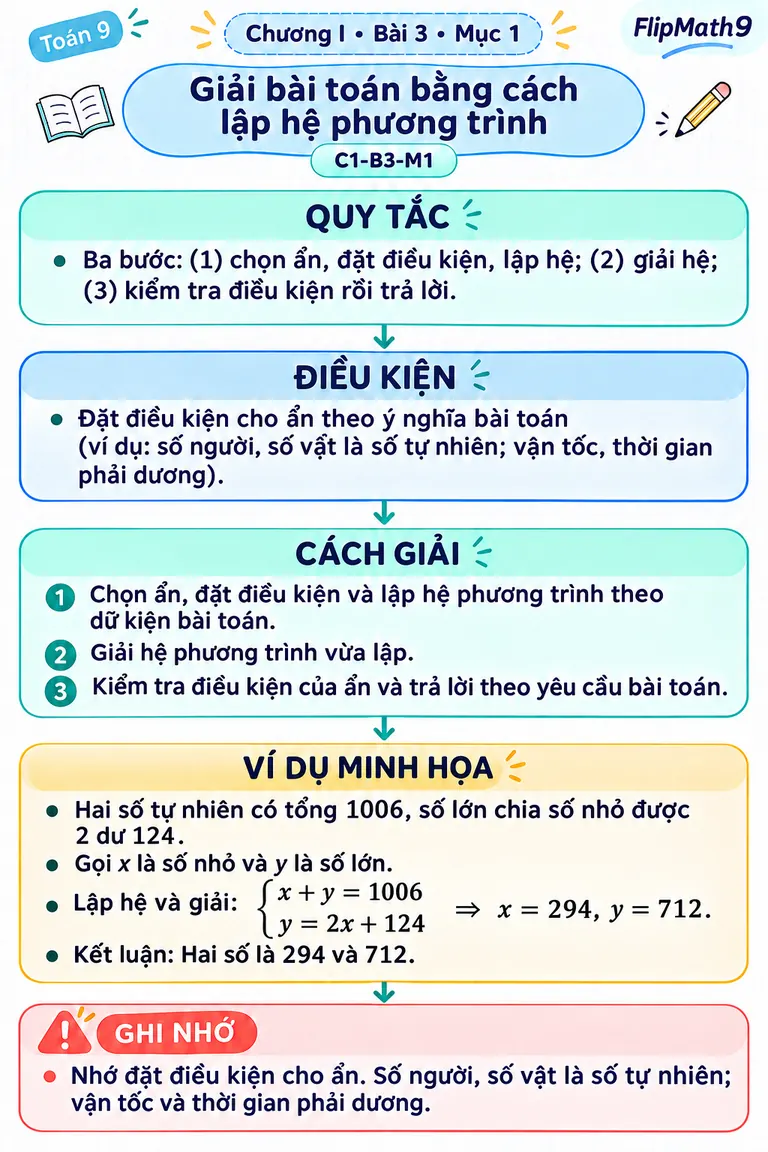 Toán 9
Chương I • Bài 3 • Mục 1
FlipMath9
Giải bài toán bằng cách
lập hệ phương trình
C1-B3-M1
QUY TẮC
• Ba bước: (1) chọn ẩn, đặt điều kiện, lập hệ; (2) giải hệ;
(3) kiểm tra điều kiện rồi trả lời.
ĐIỀU KIỆN
• Đặt điều kiện cho ẩn theo ý nghĩa bài toán
(ví dụ: số người, số vật là số tự nhiên; vận tốc, thời gian
phải dương).
CÁCH GIẢI
1 Chọn ẩn, đặt điều kiện và lập hệ phương trình theo
dữ kiện bài toán.
2 Giải hệ phương trình vừa lập.
3 Kiểm tra điều kiện của ẩn và trả lời theo yêu cầu bài toán.
VÍ DỤ MINH HỌA
• Hai số tự nhiên có tổng 1006, số lớn chia số nhỏ được
2 dư 124.
• Gọi x là số nhỏ và y là số lớn.
• Lập hệ và giải: { x + y = 1006
y = 2x + 124 ⇒ x = 294, y = 712.
• Kết luận: Hai số là 294 và 712.
! GHI NHỚ
• Nhớ đặt điều kiện cho ẩn. Số người, số vật là số tự nhiên;
vận tốc và thời gian phải dương.